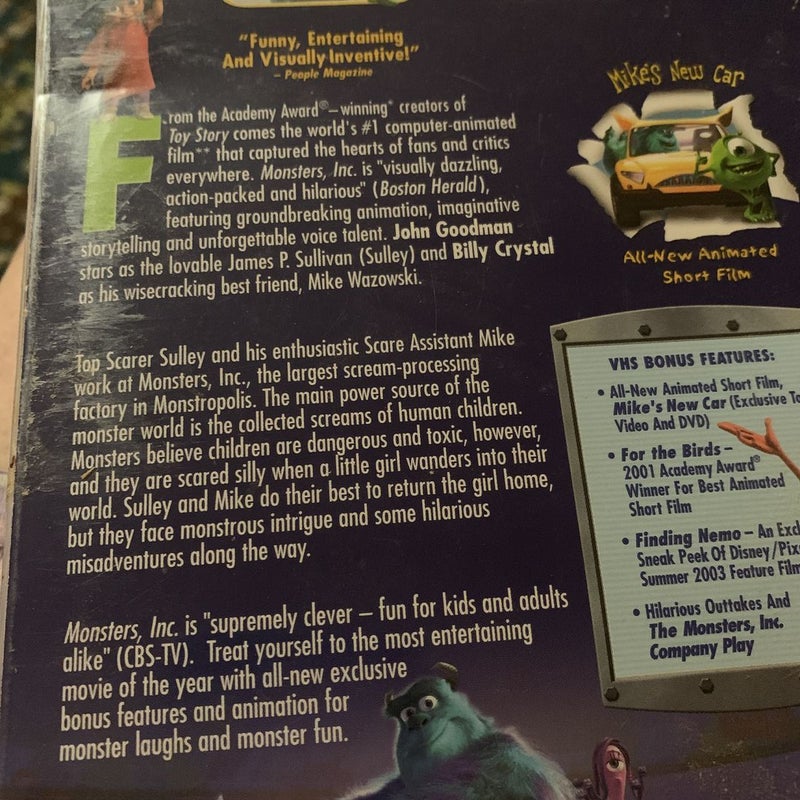 "Funny, Entertaining
And Visually Inventive!"
– People Magazine
From the Academy Award®–winning* creators of
Toy Story comes the world's #1 computer-animated
film** that captured the hearts of fans and critics
everywhere. Monsters, Inc. is "visually dazzling,
action-packed and hilarious" (Boston Herald),
featuring groundbreaking animation, imaginative
storytelling and unforgettable voice talent. John Goodman
stars as the lovable James P. Sullivan (Sulley) and Billy Crystal
as his wisecracking best friend, Mike Wazowski.
Top Scarer Sulley and his enthusiastic Scare Assistant Mike
work at Monsters, Inc., the largest scream-processing
factory in Monstropolis. The main power source of the
monster world is the collected screams of human children.
Monsters believe children are dangerous and toxic, however,
and they are scared silly when a little girl wanders into their
world. Sulley and Mike do their best to return the girl home,
but they face monstrous intrigue and some hilarious
misadventures along the way.
Monsters, Inc. is "supremely clever – fun for kids and adults
alike" (CBS-TV). Treat yourself to the most entertaining
movie of the year with all-new exclusive
bonus features and animation for
monster laughs and monster fun.
Mike's New Car
All-New Animated
Short Film
VHS BONUS FEATURES:
• All-New Animated Short Film,
Mike's New Car (Exclusive To
Video And DVD)
• For the Birds –
2001 Academy Award®
Winner For Best Animated
Short Film
• Finding Nemo – An
Sneak Peek Of Disney/
Summer 2003 Feature Film
• Hilarious Outtakes And
The Monsters, Inc.
Company Play